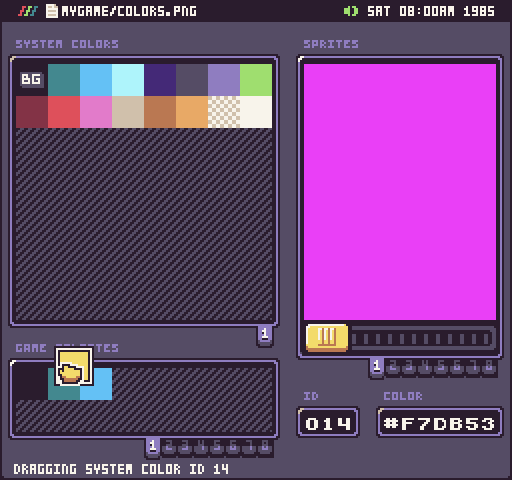 MYGAME/COLORS.PNG
SAT 08:00AM 1985
SYSTEM COLORS
SPRITES
BG
1
GAME
1 2 3 4 5 6 7 8
1 2 3 4 5 6 7 8
ID
COLOR
014
#F7DB53
DRAGGING SYSTEM COLOR ID 14